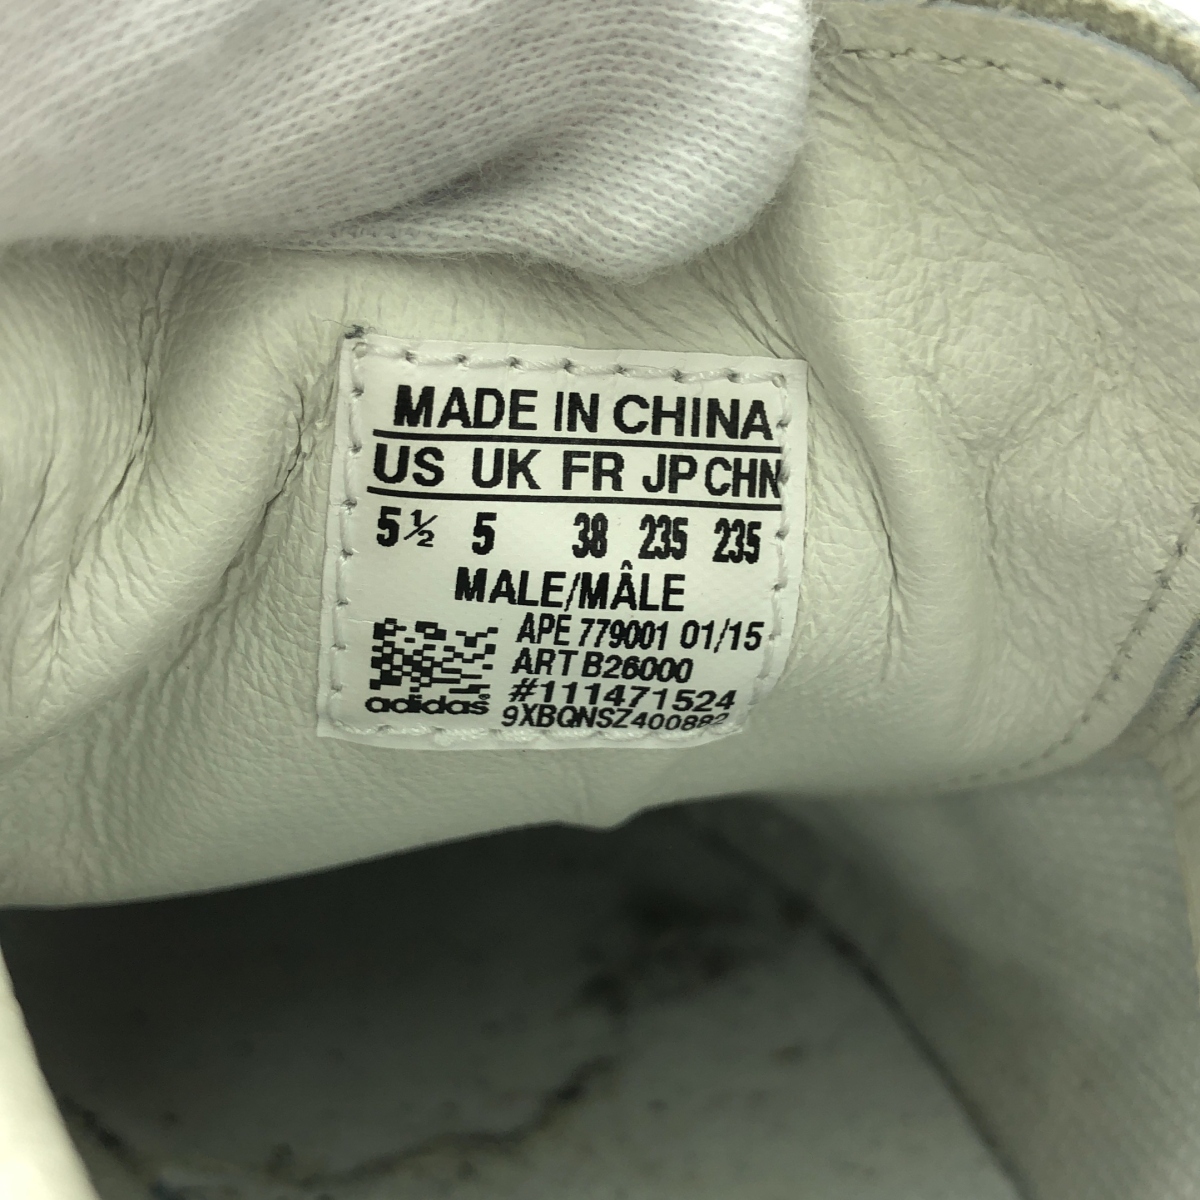 MADE IN CHINA
US UK FR JP CHN
5½ 5 38 235 235
MALE/MÂLE
APE 779001 01/15
ART B26000
#111471524
adidas®
9XBQNSZ400882